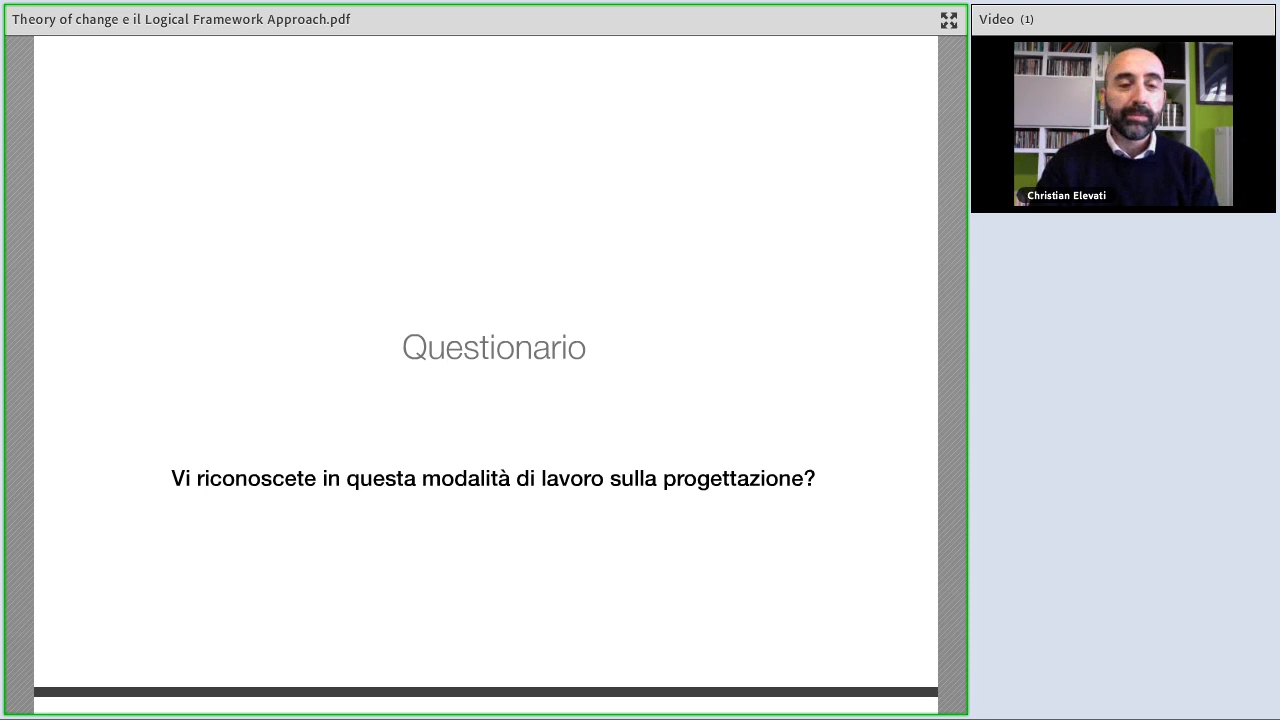 Theory of change e il Logical Framework Approach.pdf
Video (1)
Christian Elevati
Questionario
Vi riconoscete in questa modalità di lavoro sulla progettazione?